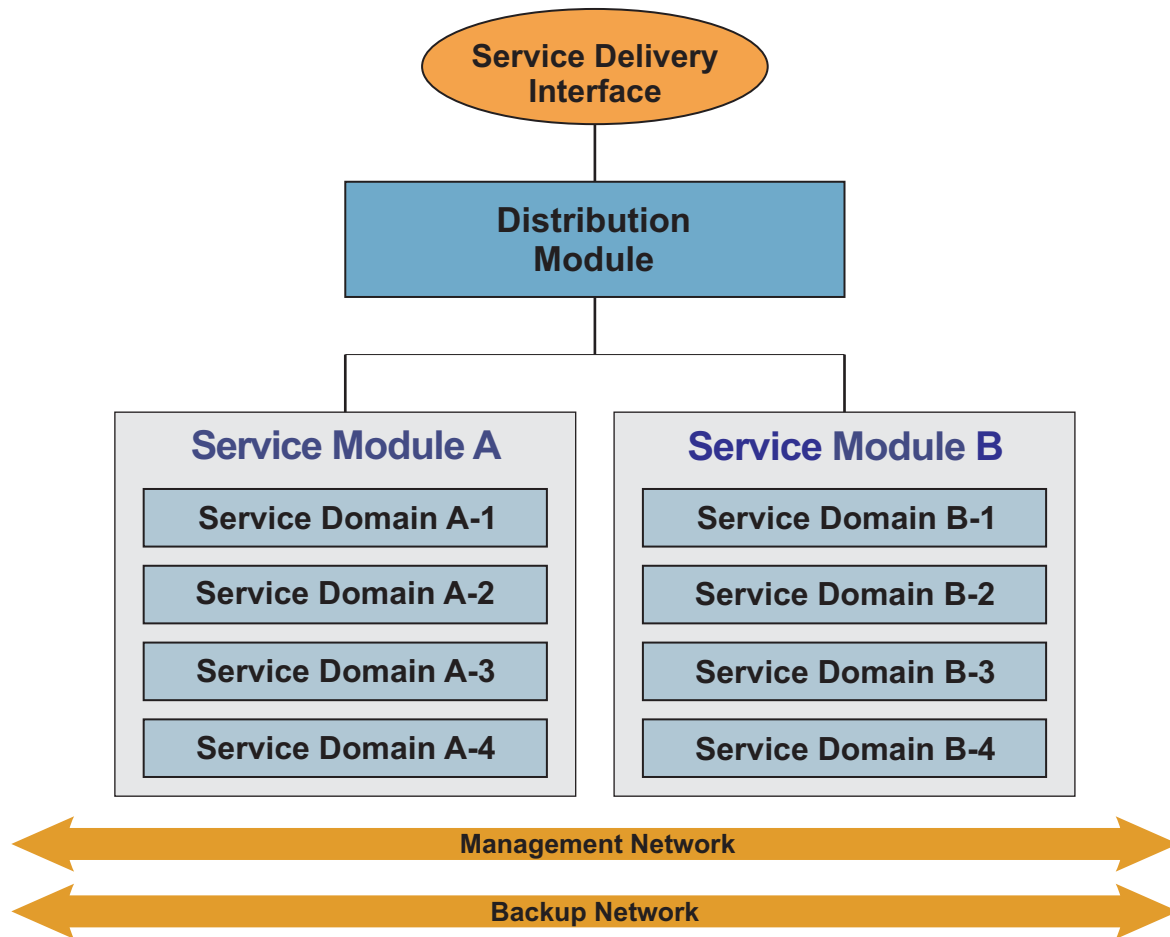 Service Delivery
Interface
Distribution
Module
Service Module A
Service Domain A-1
Service Domain A-2
Service Domain A-3
Service Domain A-4
Service Module B
Service Domain B-1
Service Domain B-2
Service Domain B-3
Service Domain B-4
Management Network
Backup Network